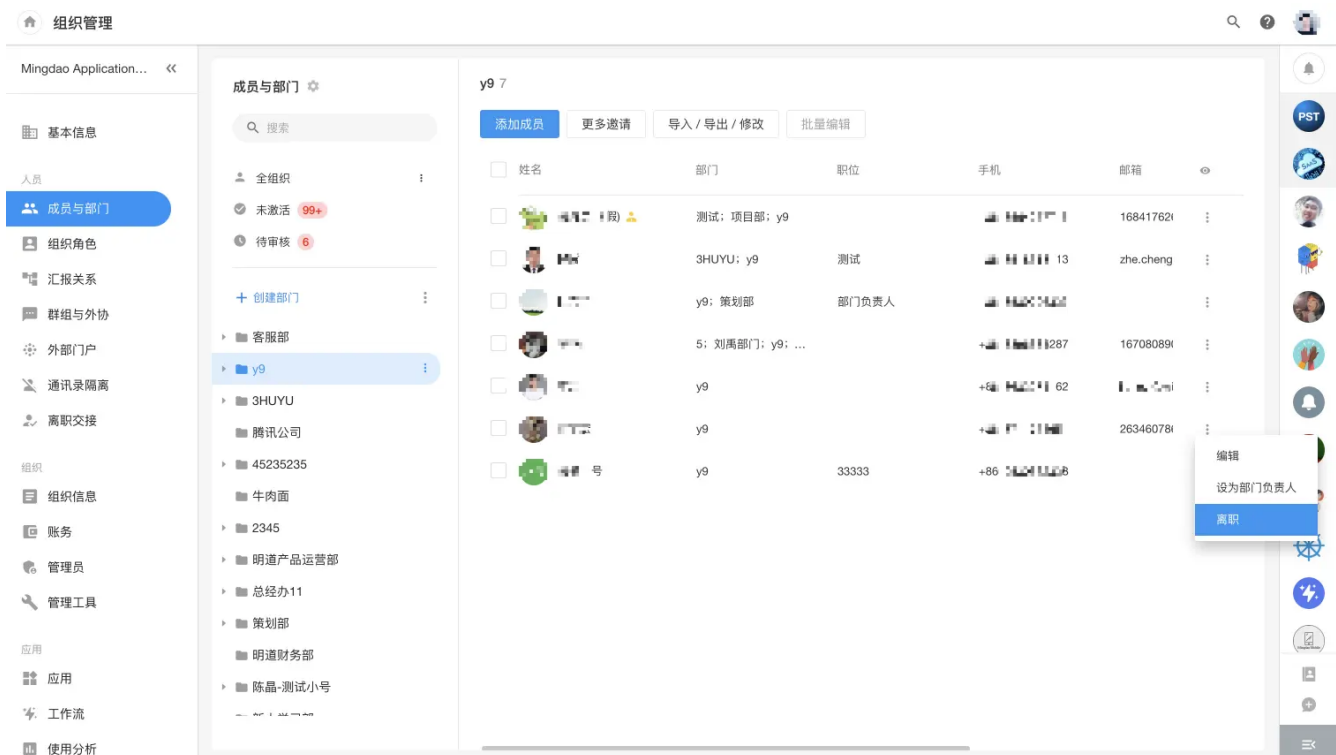 组织管理
Mingdao Application...
基本信息
人员
成员与部门
组织角色
汇报关系
群组与外协
外部门户
通讯录隔离
离职交接
组织
组织信息
账务
管理员
管理工具
应用
应用
工作流
使用分析
成员与部门
搜索
全组织
未激活 99+
待审核 6
创建部门
客服部
y9
3HUYU
腾讯公司
45235235
牛肉面
2345
明道产品运营部
总经办11
策划部
明道财务部
陈晶-测试小号
y9 7
添加成员 更多邀请 导入 / 导出 / 修改 批量编辑
姓名 部门 职位 手机 邮箱
假) 测试；项目部；y9 168417626
3HUYU；y9 测试 13 zhe.cheng
y9；策划部 部门负责人
5；刘禹部门；y9；... 287 167080890
y9 62
y9 263460786
号 y9 33333 +86 8
编辑
设为部门负责人
离职
PST
SMS